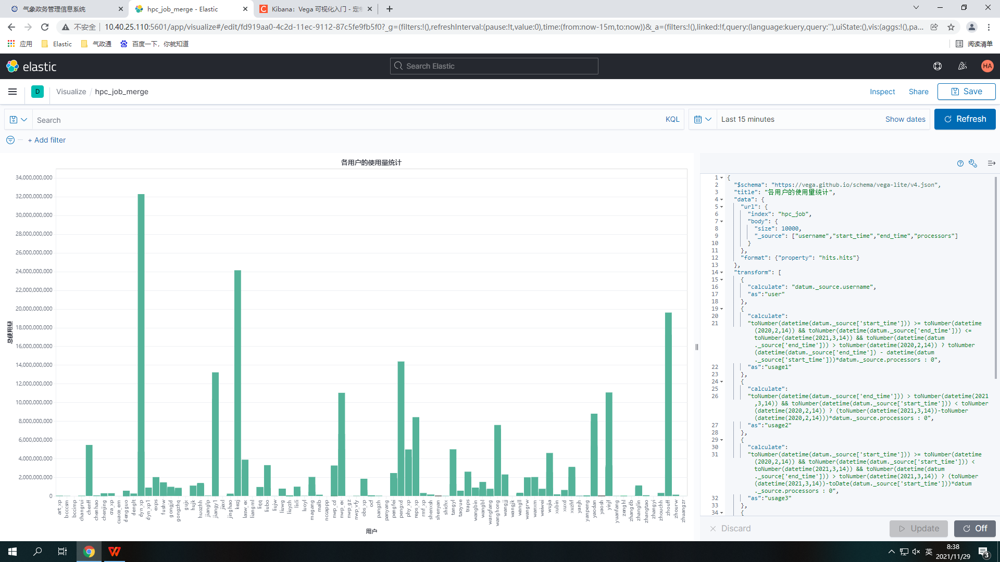 气象政务管理信息系统
hpc_job_merge - Elastic
Kibana：Vega 可视化入门 - 定制
不安全
10.40.25.110:5601/app/visualize#/edit/fd919aa0-4c2d-11ec-9112-87c5fe9fb5f0?_g=(filters:!(),refreshInterval:(pause:!t,value:0),time:(from:now-15m,to:now))&_a=(filters:!(),linked:!f,query:(language:kuery,query:''),uiState:(),vis:(aggs:!(),pa...
应用
Elastic
气政通
百度一下，你就知道
阅读清单
elastic
Search Elastic
HA
D
Visualize / hpc_job_merge
Inspect
Share
Save
Search
KQL
Last 15 minutes
Show dates
Refresh
+ Add filter
各用户的使用量统计
34,000,000,000
32,000,000,000
30,000,000,000
28,000,000,000
26,000,000,000
24,000,000,000
22,000,000,000
20,000,000,000
18,000,000,000
16,000,000,000
14,000,000,000
12,000,000,000
10,000,000,000
8,000,000,000
6,000,000,000
4,000,000,000
2,000,000,000
0
总使用量
art_xp
bcccsm
bccimp
changrui
chenff
chenhao
chenjing
cra_xp
cuace_em
dengguo
denglt
dyn_xp
dyn_xp1
exps
fushw
gongjd
gongzhq
gujx
hujk
huozhh
jianglp
jiangy1
jiaxl
jinghao
kezj
lasw_ex
liangml
liqq
liubo
liujw
liuwg
liuyzh
lixli
luoyl
magang
malb
nccappp
nwp_cd
nwp_ex
nwp_gz
nwp_vfy
obs_xp
ocf
pangzh
panyang
pengfei
pengxd
phy_xp
reps_xp
rmf_xp
shenxsh
shenyan
shichx
tangyl
taoyue
traps
wangbin
wangbl
wangfang
wanghong
wangjj
wangjk
wangll
wangrw
wanxm
weiwei
wujia
xubin
xuxd
xuzhf
yanjh
yanpeng
yaodan
yaosh
yinjf
yuanfang
zenghl
zhangdb
zhanglin
zhangtao
zhangyi
zhouchh
zhouff
zhourw
zhuangzr
用户
1 {
2 "$schema": "https://vega.github.io/schema/vega-lite/v4.json",
3 "title": "各用户的使用量统计",
4 "data": {
5 "url": {
6 "index": "hpc_job",
7 "body": {
8 "size": 10000,
9 "_source": ["username","start_time","end_time","processors"]
10 }
11 },
12 "format": {"property": "hits.hits"}
13 },
14 "transform": [
15 {
16 "calculate": "datum._source.username",
17 "as":"user"
18 },
19 {
20 "calculate":
21 "toNumber(datetime(datum._source['start_time'])) >= toNumber(datetime
(2020,2,14)) && toNumber(datetime(datum._source['end_time'])) <=
toNumber(datetime(2021,3,14)) && toNumber(datetime(datum
._source['end_time'])) > toNumber(datetime(2020,2,14)) ? toNumber
(datetime(datum._source['end_time']) - datetime(datum
._source['start_time']))*datum._source.processors : 0",
22 "as":"usage1"
23 },
24 {
25 "calculate":
26 "toNumber(datetime(datum._source['end_time'])) > toNumber(datetime(2021
,3,14)) && toNumber(datetime(datum._source['start_time'])) < toNumber
(datetime(2020,2,14)) ? (toNumber(datetime(2021,3,14))-toNumber
(datetime(2020,2,14)))*datum._source.processors : 0",
27 "as":"usage2"
28 },
29 {
30 "calculate":
31 "toNumber(datetime(datum._source['start_time'])) >= toNumber(datetime
(2020,2,14)) && toNumber(datetime(datum._source['start_time']) <
toNumber(datetime(2021,3,14)) && toNumber(datetime(datum
._source['end_time'])) > toNumber(datetime(2021,3,14)) ? (toNumber
(datetime(2021,3,14))-toDate(datum._source['start_time']))*datum
._source.processors : 0",
32 "as":"usage3"
33 },
34 {
Discard
Update
Off
英
8:38
2021/11/29
3